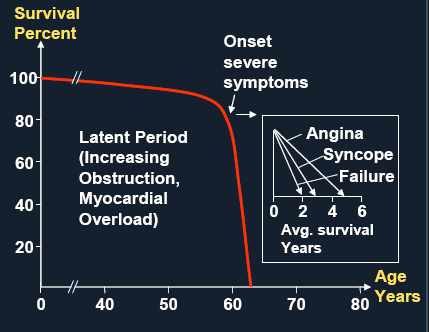 Survival
Percent
Onset
severe
symptoms
100
80
60
40
20
Latent Period
(Increasing
Obstruction,
Myocardial
Overload)
Angina
Syncope
Failure
0 2 4 6
Avg. survival
Years
0 40 50 60 70 80
Age
Years